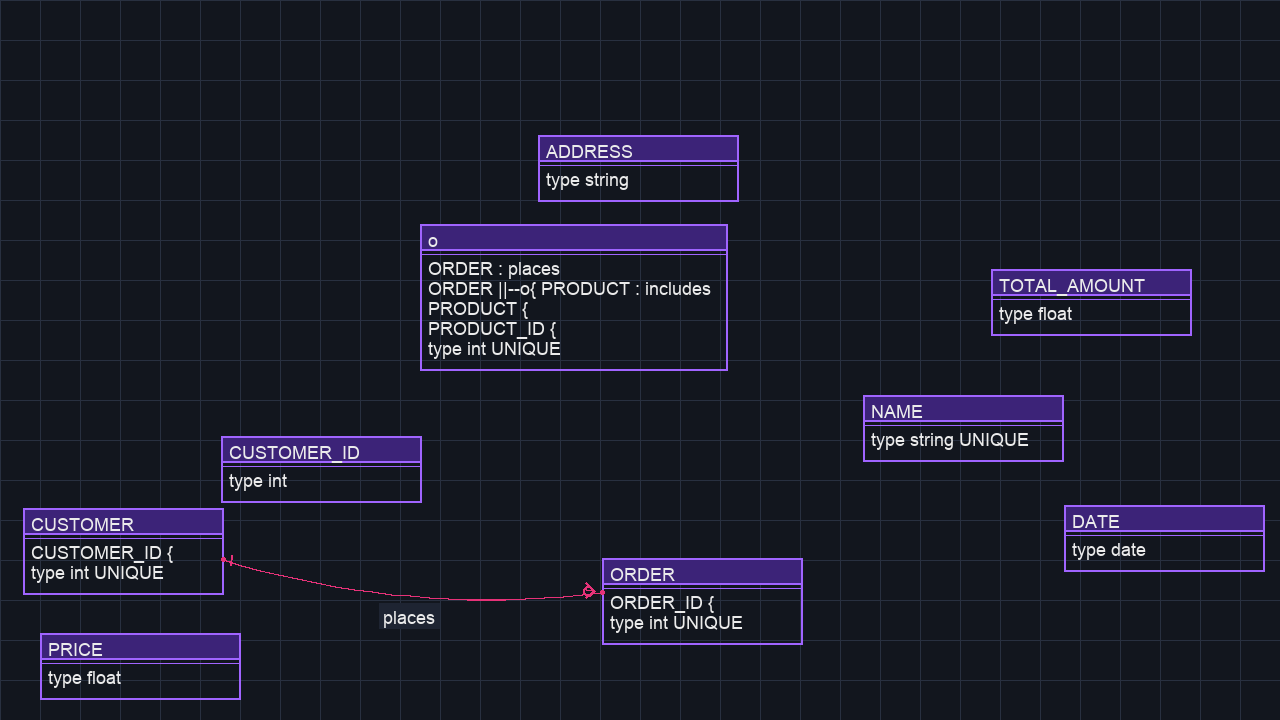 ADDRESS
type string
o
ORDER : places
ORDER ||--o{ PRODUCT : includes
PRODUCT {
PRODUCT_ID {
type int UNIQUE
TOTAL_AMOUNT
type float
NAME
type string UNIQUE
CUSTOMER_ID
type int
CUSTOMER
CUSTOMER_ID {
type int UNIQUE
DATE
type date
ORDER
ORDER_ID {
type int UNIQUE
places
PRICE
type float